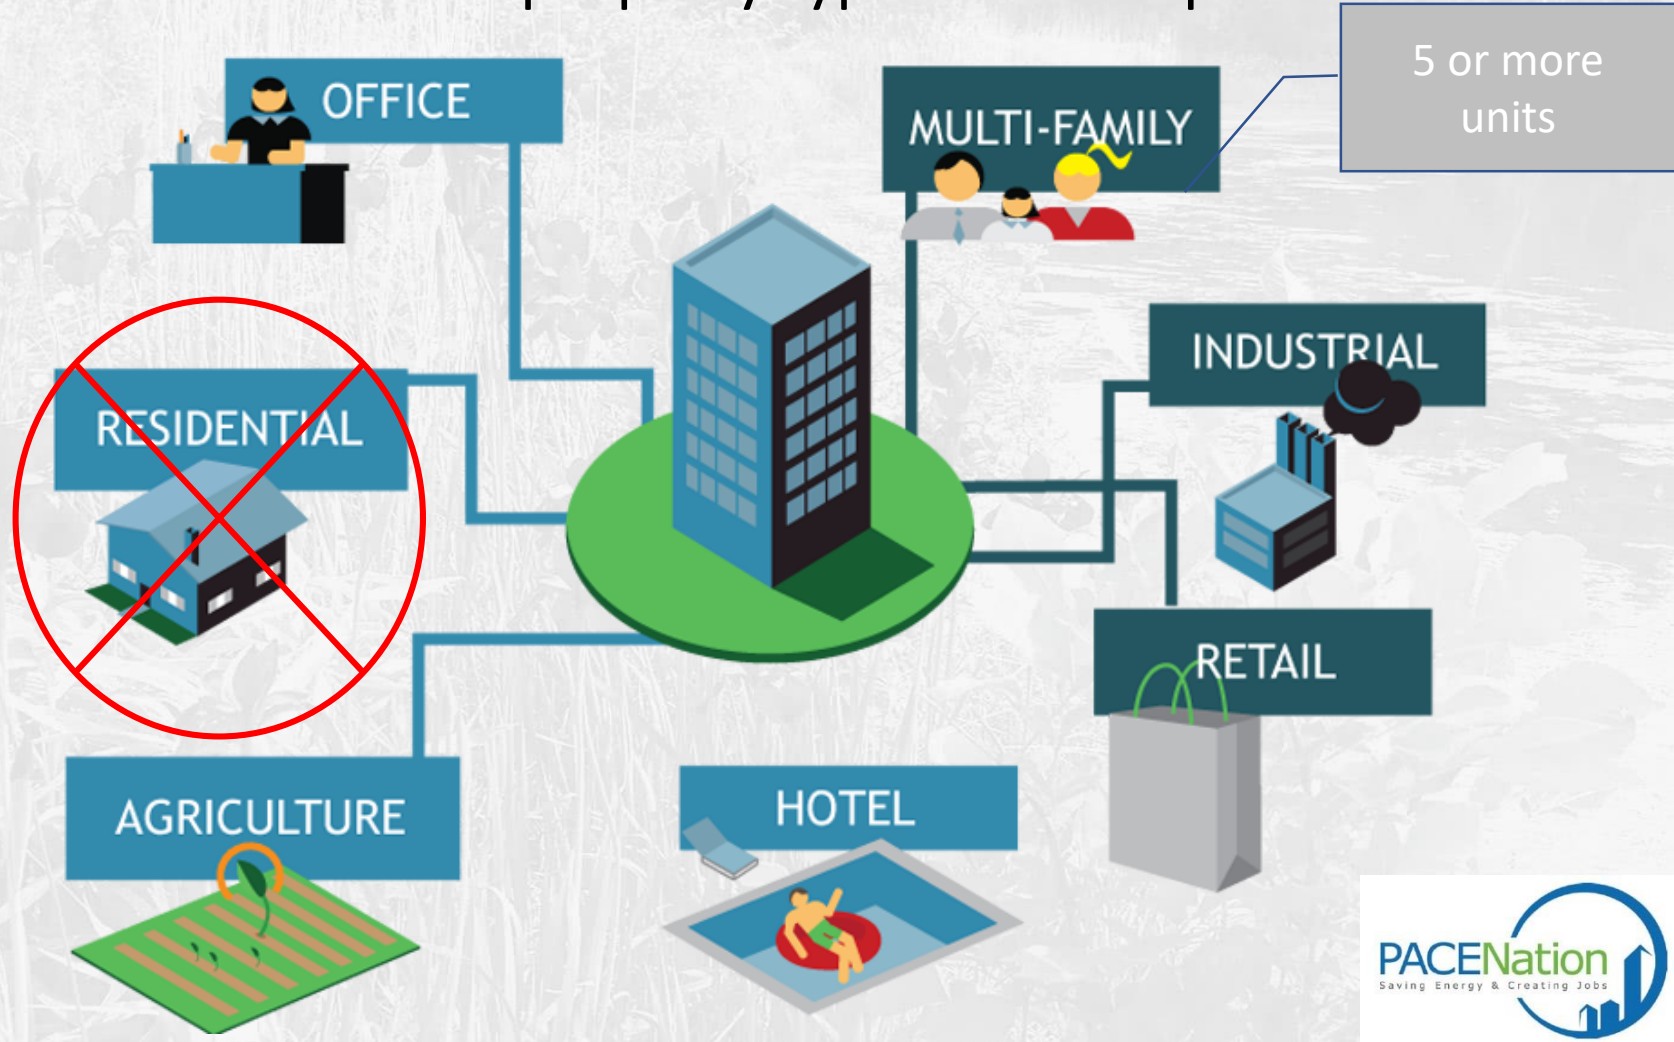 OFFICE
MULTI-FAMILY
5 or more
units
INDUSTRIAL
RESIDENTIAL
RETAIL
AGRICULTURE
HOTEL
PACENation
Saving Energy & Creating Jobs